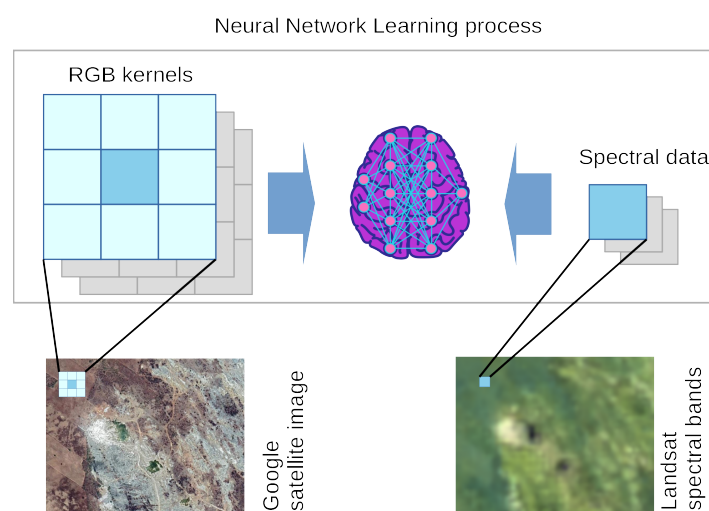 Neural Network Learning process
RGB kernels
Spectral data
Google
satellite image
Landsat
spectral bands